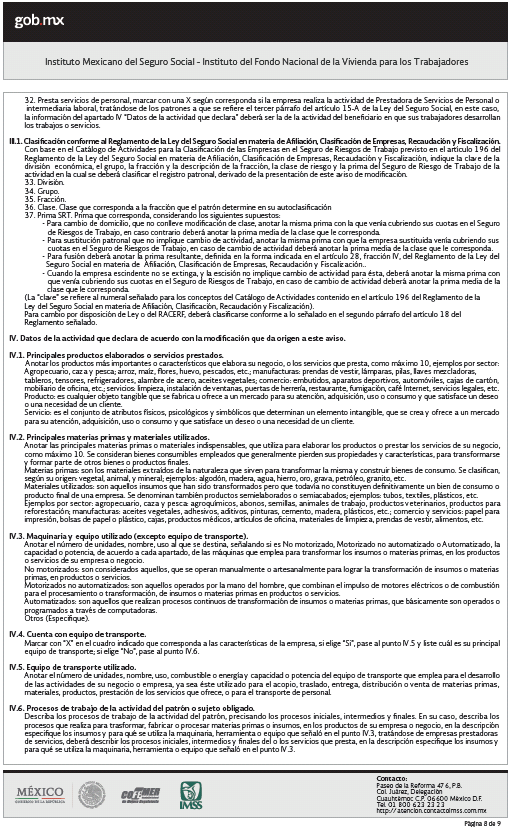 gob.mx
Instituto Mexicano del Seguro Social - Instituto del Fondo Nacional de la Vivienda para los Trabajadores
32. Presta servicios de personal, marcar con una X según corresponda si la empresa realiza la actividad de Prestadora de Servicios de Personal o
intermediaria laboral, tratándose de los patrones a que se refiere el tercer párrafo del artículo 15-A de la Ley del Seguro Social, en este caso,
la información del apartado IV "Datos de la actividad que declara" deberá ser la de la actividad del beneficiario en que sus trabajadores desarrollan
los trabajos o servicios.
III.1. Clasificación conforme al Reglamento de la Ley del Seguro Social en materia de Afiliación, Clasificación de Empresas, Recaudación y Fiscalización.
Con base en el Catálogo de Actividades para la Clasificación de las Empresas en el Seguro de Riesgos de Trabajo previsto en el artículo 196 del
Reglamento de la Ley del Seguro Social en materia de Afiliación, Clasificación de Empresas, Recaudación y Fiscalización, indique la clave de la
división económica, el grupo, la fracción y la descripción de la fracción, la clase de riesgo y la prima del Seguro de Riesgo de Trabajo de la
actividad en la cual se deberá clasificar el registro patronal, derivado de la presentación de este aviso de modificación.
33. División.
34. Grupo.
35. Fracción.
36. Clase. Clase que corresponda a la fracción que el patrón determine en su autoclasificación
37. Prima SRT. Prima que corresponda, considerando los siguientes supuestos:
- Para cambio de domicilio, que no conlleve modificación de clase, anotar la misma prima con la que venía cubriendo sus cuotas en el Seguro
de Riesgos de Trabajo, en caso contrario deberá anotar la prima media de la clase que le corresponda.
- Para sustitución patronal que no implique cambio de actividad, anotar la misma prima con que la empresa sustituida venía cubriendo sus
cuotas en el Seguro de Riesgos de Trabajo, en caso de cambio de actividad deberá anotar la prima media de la clase que le corresponde.
- Para fusión deberá anotar la prima resultante, definida en la forma indicada en el artículo 28, fracción IV, del Reglamento de la Ley del
Seguro Social en materia de Afiliación, Clasificación de Empresas, Recaudación y Fiscalización..
- Cuando la empresa escindente no se extinga, y la escisión no implique cambio de actividad para ésta, deberá anotar la misma prima con
que venía cubriendo sus cuotas en el Seguro de Riesgos de Trabajo, en caso de cambio de actividad deberá anotar la prima media de la
clase que le corresponda.
(La "clave" se refiere al numeral señalado para los conceptos del Catálogo de Actividades contenido en el artículo 196 del Reglamento de la
Ley del Seguro Social en materia de Afiliación, Clasificación, Recaudación y Fiscalización).
Para cambio por disposición de Ley o del RACERF, deberá clasificarse conforme a lo señalado en el segundo párrafo del artículo 18 del
Reglamento señalado.
IV. Datos de la actividad que declara de acuerdo con la modificación que da origen a este aviso.
IV.1. Principales productos elaborados o servicios prestados.
Anotar los productos más importantes o característicos que elabora su negocio, o los servicios que presta, como máximo 10, ejemplos por sector:
Agropecuario, caza y pesca; arroz, maíz, flores, huevo, pescados, etc.; manufacturas: prendas de vestir, lámparas, pilas, llaves mezcladoras,
tableros, tensores, refrigeradores, alambre de acero, aceites vegetales; comercio: embutidos, aparatos deportivos, automóviles, cajas de cartón,
mobiliario de oficina, etc.; servicios: limpieza, instalación de ventanas, puertas de herrería, restaurante, fumigación, café Internet, servicios legales, etc.
Producto: es cualquier objeto tangible que se fabrica u ofrece a un mercado para su atención, adquisición, uso o consumo y que satisface un deseo
o una necesidad de un cliente.
Servicio: es el conjunto de atributos físicos, psicológicos y simbólicos que determinan un elemento intangible, que se crea y ofrece a un mercado
para su atención, adquisición, uso o consumo y que satisface un deseo o una necesidad de un cliente.
IV.2. Principales materias primas y materiales utilizados.
Anotar las principales materias primas o materiales indispensables, que utiliza para elaborar los productos o prestar los servicios de su negocio,
como máximo 10. Se consideran bienes consumibles empleados que generalmente pierden sus propiedades y características, para transformarse
y formar parte de otros bienes o productos finales.
Materias primas: son los materiales extraídos de la naturaleza que sirven para transformar la misma y construir bienes de consumo. Se clasifican,
según su origen: vegetal, animal, y mineral; ejemplos: algodón, madera, agua, hierro, oro, grava, petróleo, granito, etc.
Materiales utilizados: son aquellos insumos que han sido transformados pero que todavía no constituyen definitivamente un bien de consumo o
producto final de una empresa. Se denominan también productos semielaborados o semiacabados; ejemplos: tubos, textiles, plásticos, etc.
Ejemplos por sector: agropecuario, caza y pesca agroquímicos, abonos, semillas, animales de trabajo, productos veterinarios, productos para
reforestación; manufacturas: aceites vegetales, adhesivos, aditivos, pinturas, cemento, madera, plásticos, etc.; comercio y servicios: papel para
impresión, bolsas de papel o plástico, cajas, productos médicos, artículos de oficina, materiales de limpieza, prendas de vestir, alimentos, etc.
IV.3. Maquinaria y equipo utilizado (excepto equipo de transporte).
Anotar el número de unidades, nombre, uso al que se destina, señalando si es No motorizado, Motorizado no automatizado o Automatizado, la
capacidad o potencia, de acuerdo a cada apartado, de las máquinas que emplea para transformar los insumos o materias primas, en los productos
o servicios de su empresa o negocio.
No motorizados: son considerados aquellos, que se operan manualmente o artesanalmente para lograr la transformación de insumos o materias
primas, en productos o servicios.
Motorizados no automatizados: son aquellos operados por la mano del hombre, que combinan el impulso de motores eléctricos o de combustión
para el procesamiento o transformación, de insumos o materias primas en productos o servicios.
Automatizados: son aquellos que realizan procesos continuos de transformación de insumos o materias primas, que básicamente son operados o
programados a través de computadoras.
Otros (Especifique).
IV.4. Cuenta con equipo de transporte.
Marcar con "X" en el cuadro indicado que corresponda a las características de la empresa, si elige "Si", pase al punto IV.5 y liste cuál es su principal
equipo de transporte; si elige "No", pase al punto IV.6.
IV.5. Equipo de transporte utilizado.
Anotar el número de unidades, nombre, uso, combustible o energía y capacidad o potencia del equipo de transporte que emplea para el desarrollo
de las actividades de su negocio o empresa, ya sea éste utilizado para el acopio, traslado, entrega, distribución o venta de materias primas,
materiales, productos, prestación de los servicios que ofrece, o para el transporte de personal.
IV.6. Procesos de trabajo de la actividad del patrón o sujeto obligado.
Describa los procesos de trabajo de la actividad del patrón, precisando los procesos iniciales, intermedios y finales. En su caso, describa los
procesos que realiza para trasformar, fabricar o procesar materias primas o insumos, en los productos de su empresa o negocio, en la descripción
especifique los insumos y para qué se utiliza la maquinaria, herramienta o equipo que señaló en el punto IV.3, tratándose de empresas prestadoras
de servicios, deberá describir los procesos iniciales, intermedios y finales del o los servicios que presta, en la descripción especifique los insumos y
para qué se utiliza la maquinaria, herramienta o equipo que señaló en el punto IV.3.
MÉXICO
GOBIERNO DE LA REPÚBLICA
IMSS
Contacto:
Paseo de la Reforma 476, P.B.
Col. Juárez, Delegación
Cuauhtémoc C.P. 06600 México D.F.
Tel. 01 800 623 23 23
http://atencion.contactoimss.com.mx
Página 8 de 9